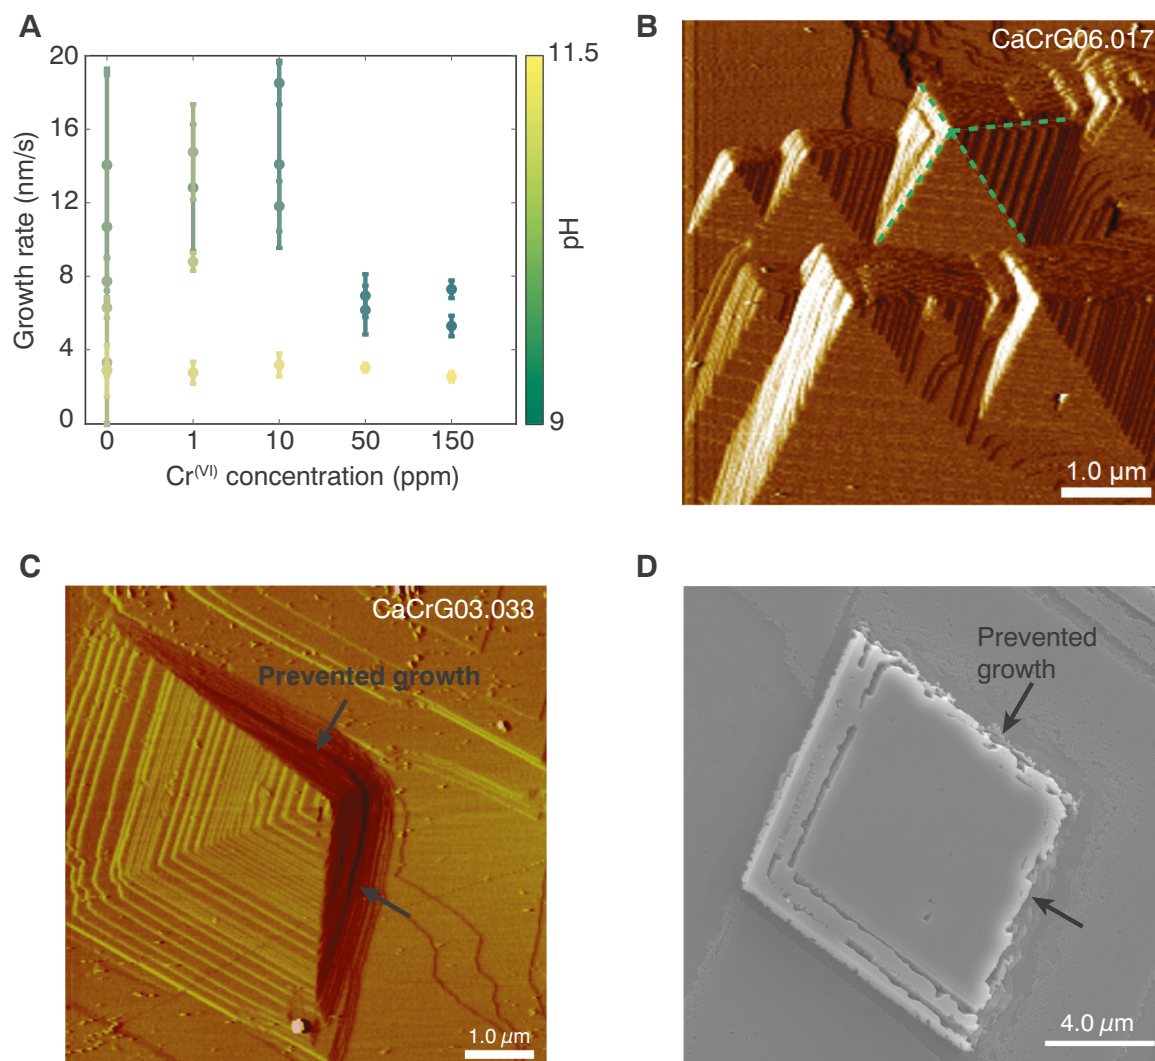 A
20
16
12
8
4
0
Growth rate (nm/s)
0 1 10 50 150
Cr(VI) concentration (ppm)
11.5
pH
9
B
CaCrG06.017
1.0 µm
C
CaCrG03.033
Prevented growth
1.0 µm
D
Prevented
growth
4.0 µm